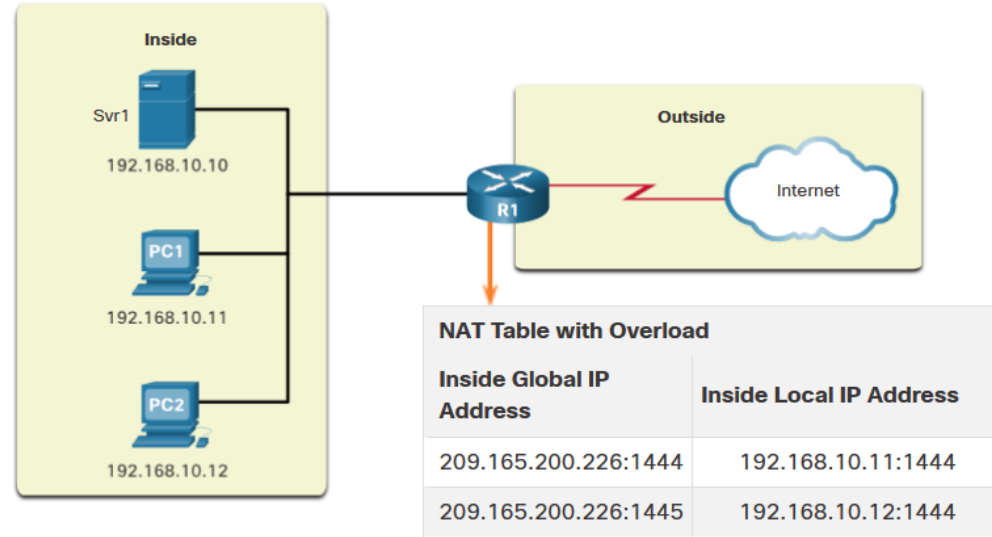 Inside
Svr1
192.168.10.10
PC1
192.168.10.11
PC2
192.168.10.12
Outside
Internet
R1
NAT Table with Overload
Inside Global IP
Address
Inside Local IP Address
209.165.200.226:1444 192.168.10.11:1444
209.165.200.226:1445 192.168.10.12:1444